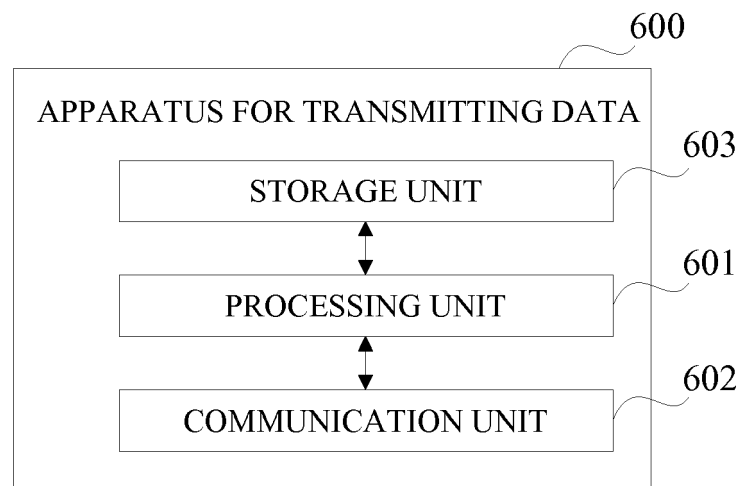 600
APPARATUS FOR TRANSMITTING DATA
603
STORAGE UNIT
601
PROCESSING UNIT
602
COMMUNICATION UNIT